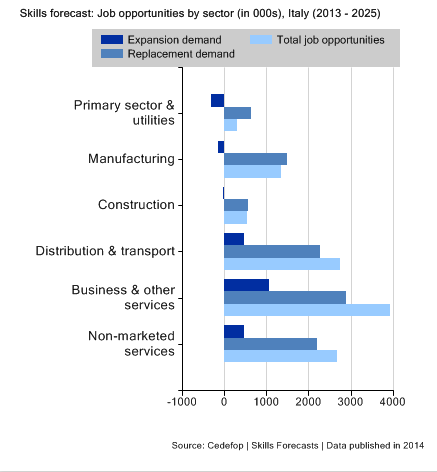 Skills forecast: Job opportunities by sector (in 000s), Italy (2013 - 2025)
Expansion demand
Total job opportunities
Replacement demand
Primary sector &
utilities
Manufacturing
Construction
Distribution & transport
Business & other
services
Non-marketed
services
-1000 0 1000 2000 3000 4000
Source: Cedefop | Skills Forecasts | Data published in 2014